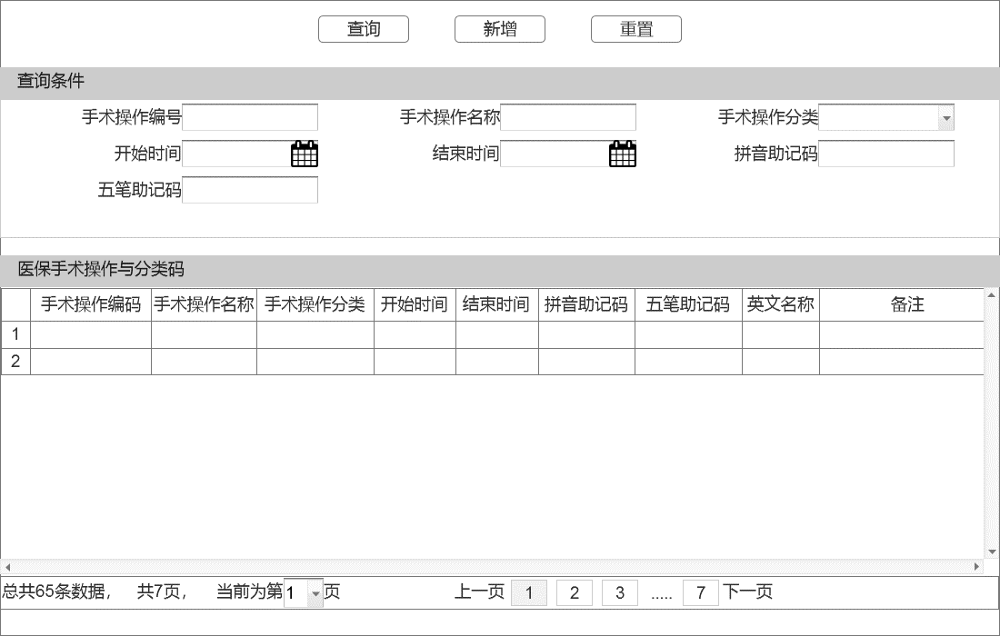 查询 新增 重置
查询条件
手术操作编号 手术操作名称 手术操作分类
开始时间 结束时间 拼音助记码
五笔助记码
医保手术操作与分类码
手术操作编码 手术操作名称 手术操作分类 开始时间 结束时间 拼音助记码 五笔助记码 英文名称 备注
1
2
总共65条数据， 共7页， 当前为第1页 上一页 1 2 3 ..... 7 下一页